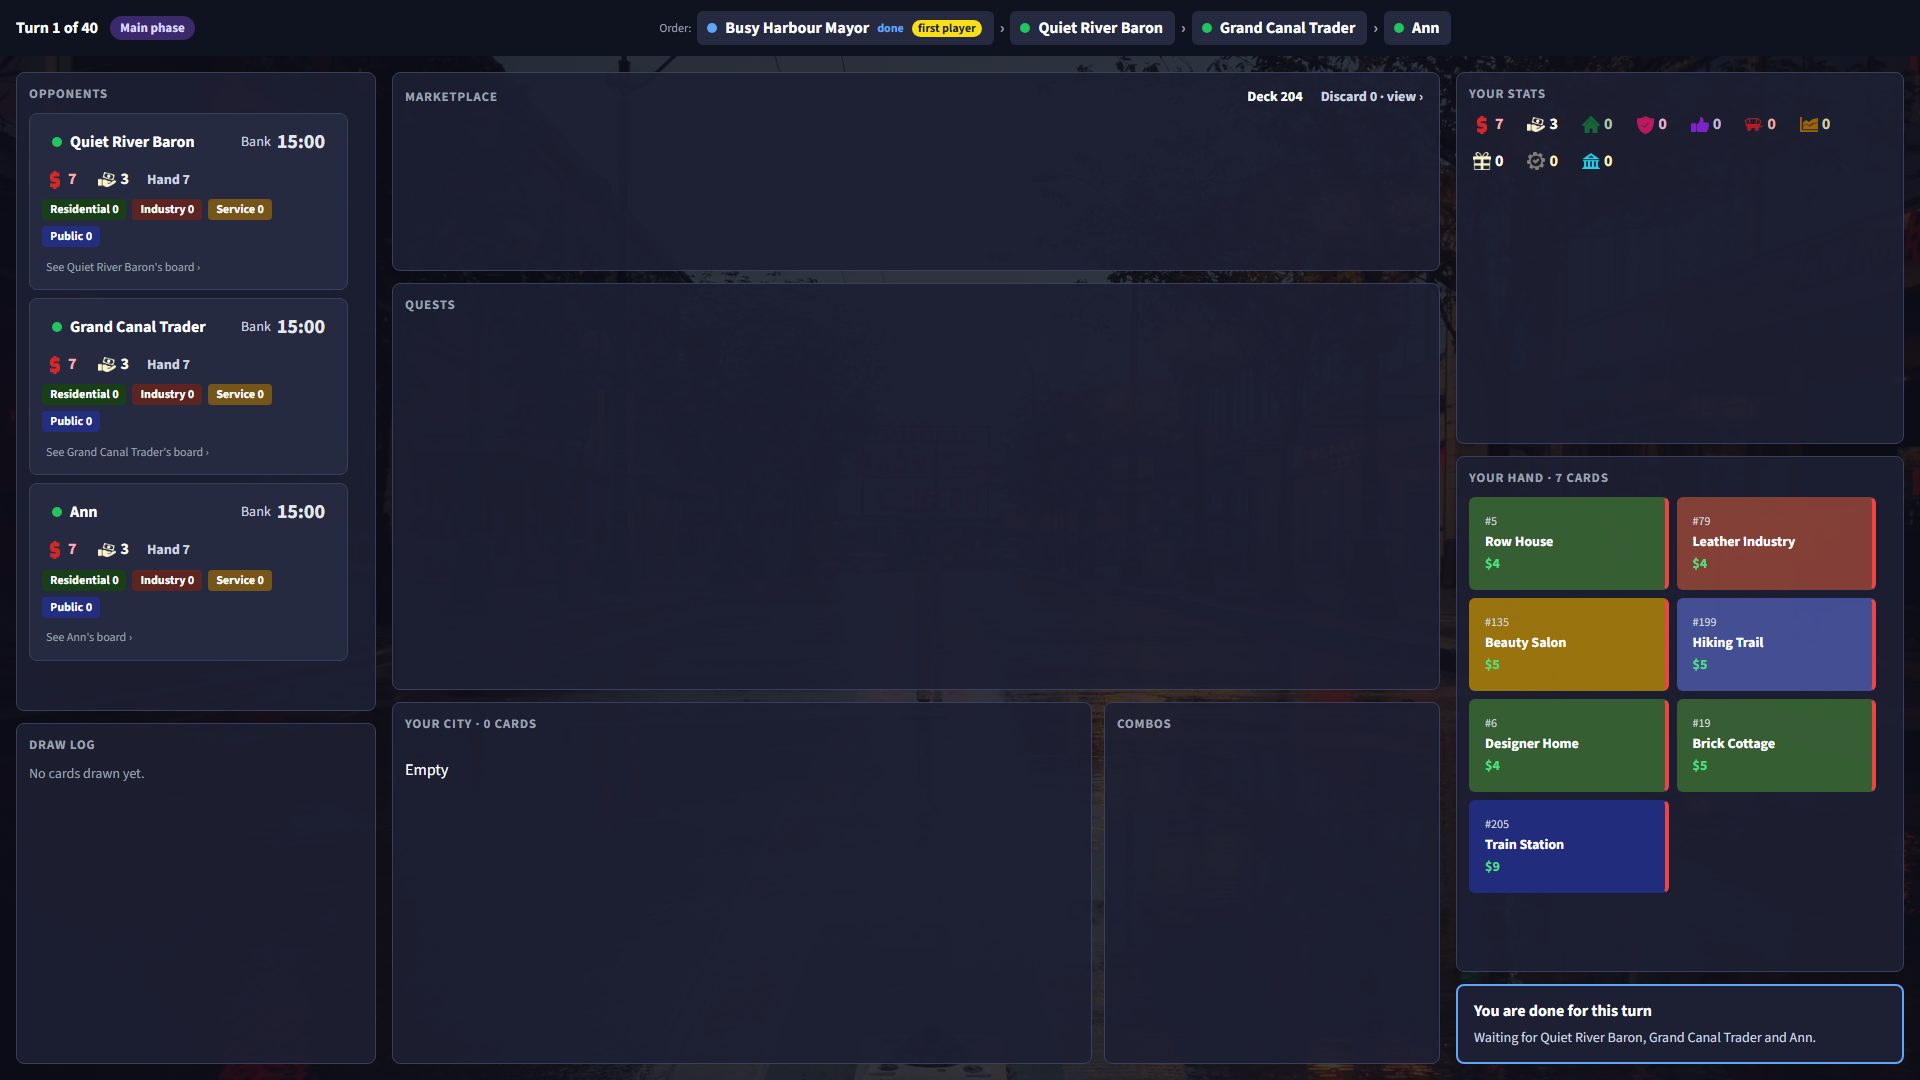 Turn 1 of 40 Main phase
Order: Busy Harbour Mayor done first player › Quiet River Baron › Grand Canal Trader › Ann
OPPONENTS
Quiet River Baron Bank 15:00
$ 7 3 Hand 7
Residential 0 Industry 0 Service 0
Public 0
See Quiet River Baron's board ›
Grand Canal Trader Bank 15:00
$ 7 3 Hand 7
Residential 0 Industry 0 Service 0
Public 0
See Grand Canal Trader's board ›
Ann Bank 15:00
$ 7 3 Hand 7
Residential 0 Industry 0 Service 0
Public 0
See Ann's board ›
DRAW LOG
No cards drawn yet.
MARKETPLACE Deck 204 Discard 0 · view ›
QUESTS
YOUR CITY · 0 CARDS
Empty
COMBOS
YOUR STATS
$ 7 3 0 0 0 0 0
0 0 0
YOUR HAND · 7 CARDS
#5
Row House
$4
#79
Leather Industry
$4
#135
Beauty Salon
$5
#199
Hiking Trail
$5
#6
Designer Home
$4
#19
Brick Cottage
$5
#205
Train Station
$9
You are done for this turn
Waiting for Quiet River Baron, Grand Canal Trader and Ann.